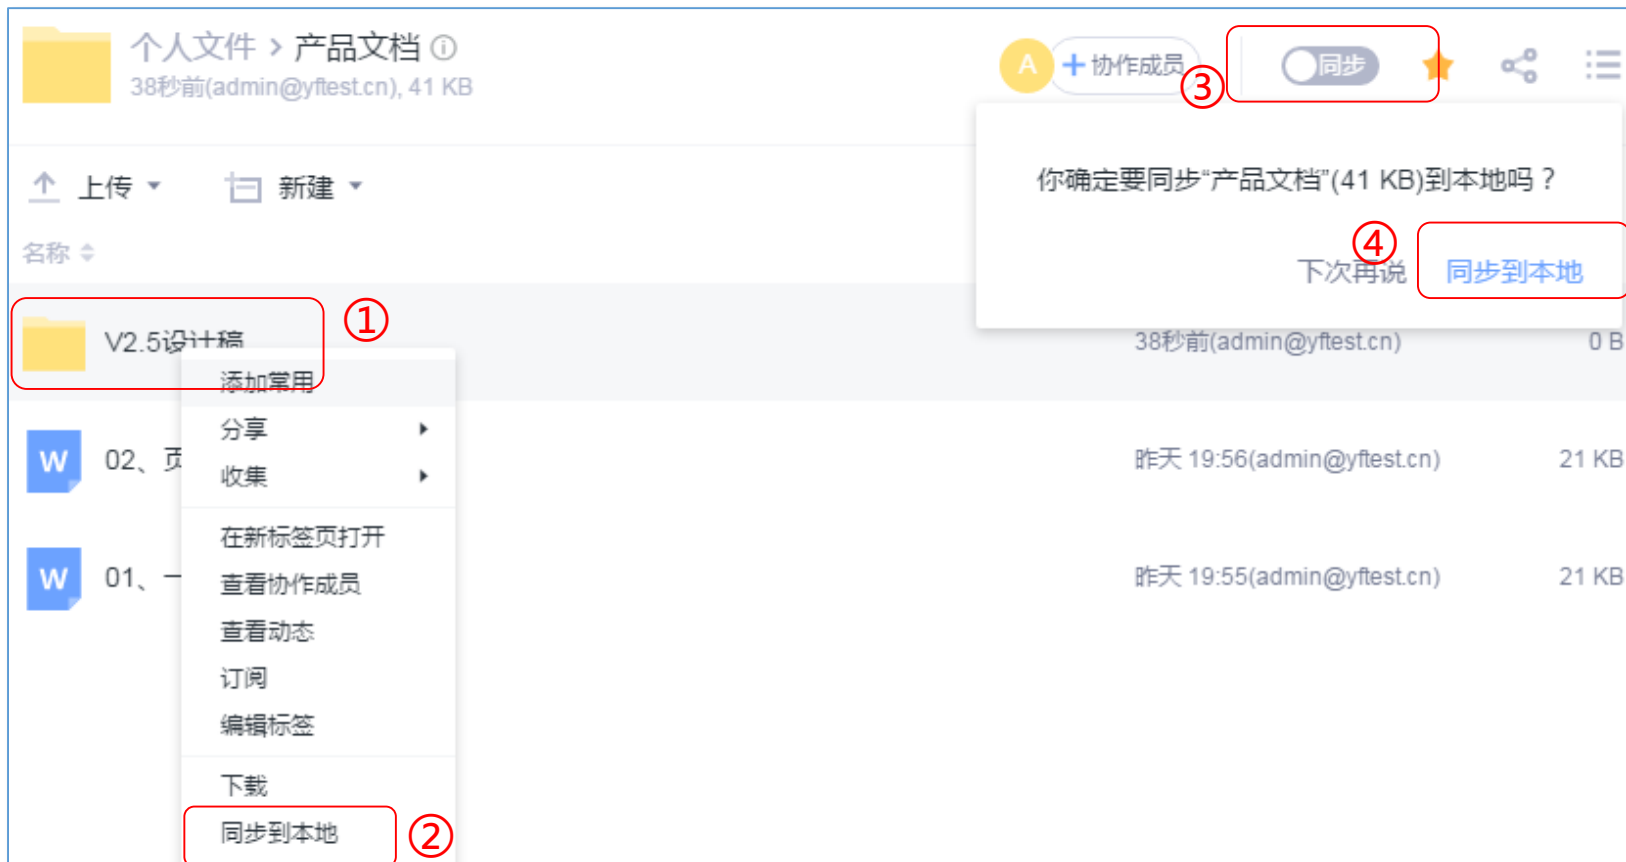 个人文件 > 产品文档
38秒前(admin@yftest.cn), 41 KB
A
+ 协作成员
③
同步
你确定要同步“产品文档”(41 KB)到本地吗？
④
下次再说
同步到本地
上传
新建
名称
V2.5设计稿
①
38秒前(admin@yftest.cn)
0 B
添加常用
分享
收集
在新标签页打开
查看协作成员
查看动态
订阅
编辑标签
下载
同步到本地
②
W
02、页
昨天 19:56(admin@yftest.cn)
21 KB
W
01、一
昨天 19:55(admin@yftest.cn)
21 KB